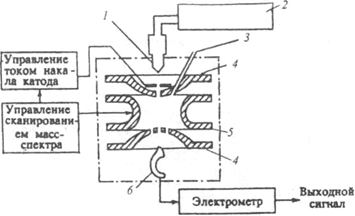 1
2
3
4
Управление
током нака-
ла катода
Управление
сканировани-
ем масс-
спектра
5
4
6
Электрометр
Выходной
сигнал